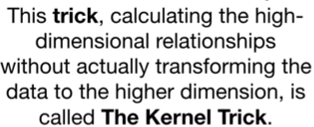 This trick, calculating the high-
dimensional relationships
without actually transforming the
data to the higher dimension, is
called The Kernel Trick.